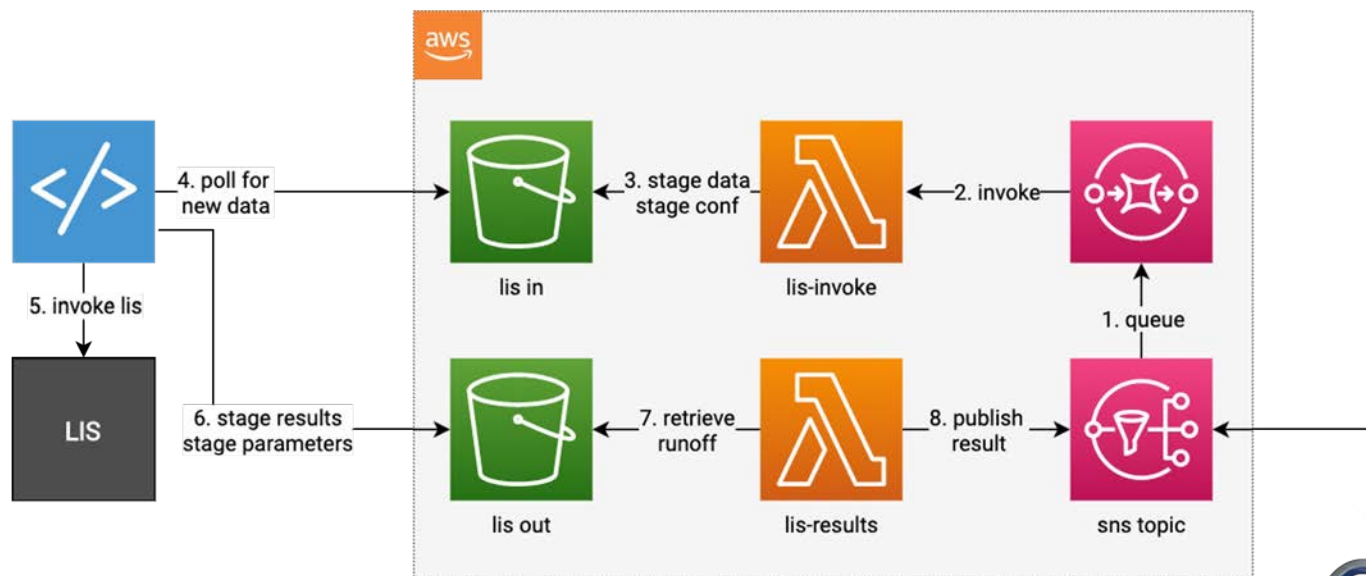 aws
4. poll for
new data
3. stage data
stage conf
2. invoke
lis in
lis-invoke
5. invoke lis
1. queue
LIS
6. stage results
stage parameters
7. retrieve
runoff
8. publish
result
lis out
lis-results
sns topic